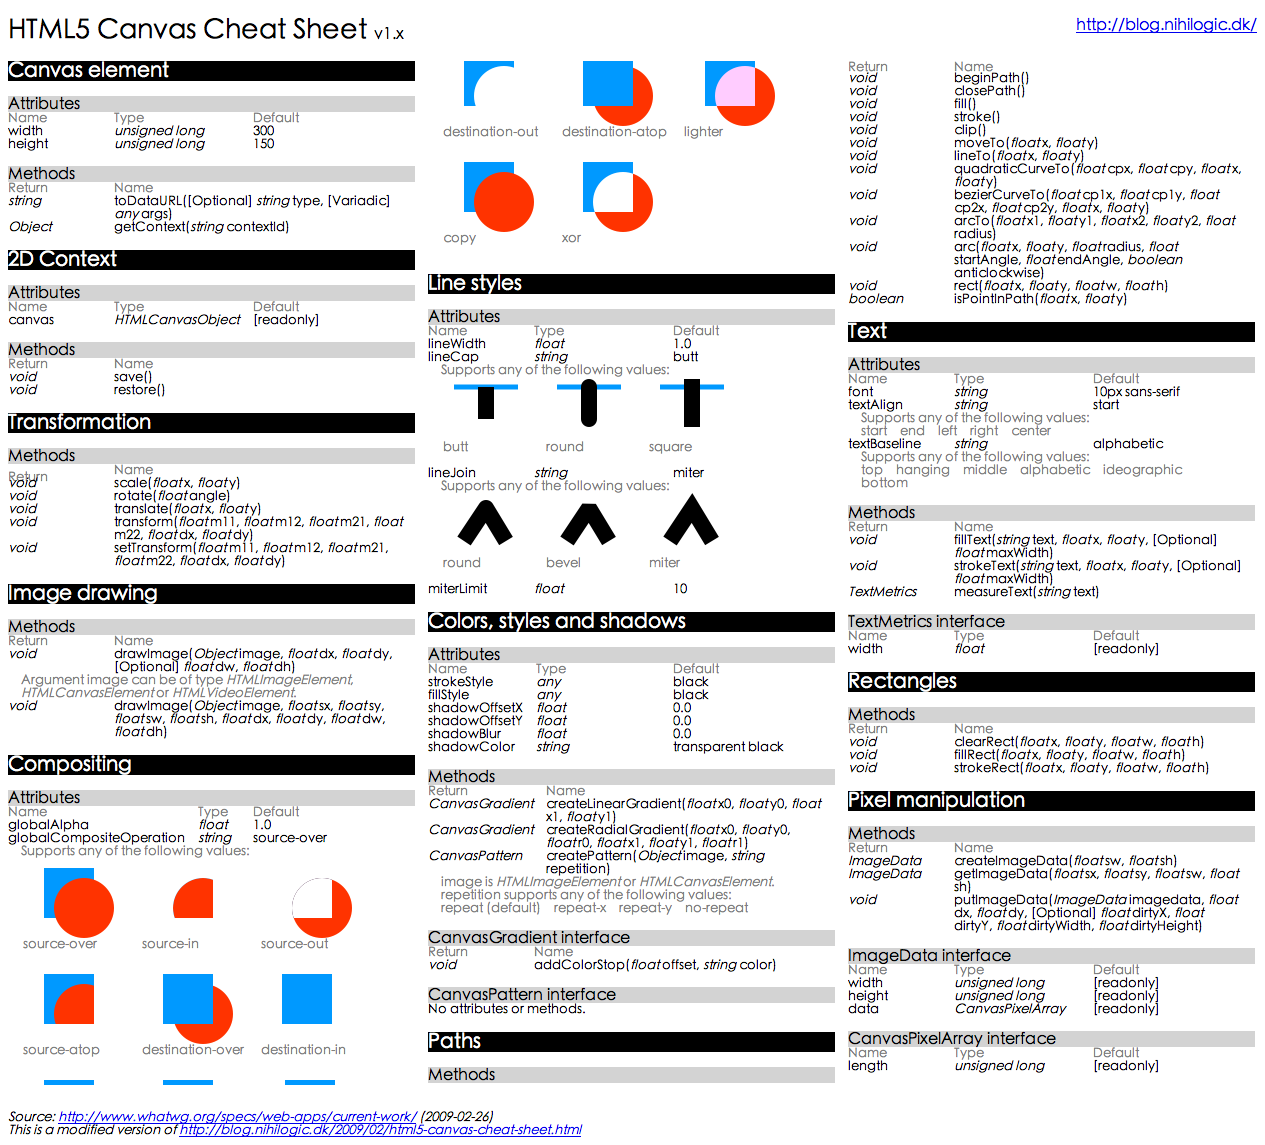 HTML5 Canvas Cheat Sheet v1.x
http://blog.nihilogic.dk/
Canvas element
Attributes
Name Type Default
width unsigned long 300
height unsigned long 150
Methods
Return Name
string toDataURL([Optional] string type, [Variadic]
any args)
Object getContext(string contextId)
2D Context
Attributes
Name Type Default
canvas HTMLCanvasObject [readonly]
Methods
Return Name
void save()
void restore()
Transformation
Methods
Return Name
void scale(float x, float y)
void rotate(float angle)
void translate(float x, float y)
void transform(float m11, float m12, float m21, float
m22, float dx, float dy)
void setTransform(float m11, float m12, float m21,
float m22, float dx, float dy)
Image drawing
Methods
Return Name
void drawImage(Object image, float dx, float dy,
[Optional] float dw, float dh)
Argument image can be of type HTMLImageElement,
HTMLCanvasElement or HTMLVideoElement.
void drawImage(Object image, float sx, float sy,
float sw, float sh, float dx, float dy, float dw,
float dh)
Compositing
Attributes
Name Type Default
globalAlpha float 1.0
globalCompositeOperation string source-over
Supports any of the following values:
source-over source-in source-out
source-atop destination-over destination-in
destination-out destination-atop lighter
copy xor
Line styles
Attributes
Name Type Default
lineWidth float 1.0
lineCap string butt
Supports any of the following values:
butt round square
lineJoin string miter
Supports any of the following values:
round bevel miter
miterLimit float 10
Colors, styles and shadows
Attributes
Name Type Default
strokeStyle any black
fillStyle any black
shadowOffsetX float 0.0
shadowOffsetY float 0.0
shadowBlur float 0.0
shadowColor string transparent black
Methods
Return Name
CanvasGradient createLinearGradient(float x0, float y0, float
x1, float y1)
CanvasGradient createRadialGradient(float x0, float y0,
float r0, float x1, float y1, float r1)
CanvasPattern createPattern(Object image, string
repetition)
image is HTMLImageElement or HTMLCanvasElement.
repetition supports any of the following values:
repeat (default) repeat-x repeat-y no-repeat
CanvasGradient interface
Return Name
void addColorStop(float offset, string color)
CanvasPattern interface
No attributes or methods.
Paths
Methods
Return Name
void beginPath()
void closePath()
void fill()
void stroke()
void clip()
void moveTo(float x, float y)
void lineTo(float x, float y)
void quadraticCurveTo(float cpx, float cpy, float x,
float y)
void bezierCurveTo(float cp1x, float cp1y, float
cp2x, float cp2y, float x, float y)
void arcTo(float x1, float y1, float x2, float y2, float
radius)
void arc(float x, float y, float radius, float
startAngle, float endAngle, boolean
anticlockwise)
void rect(float x, float y, float w, float h)
boolean isPointInPath(float x, float y)
Text
Attributes
Name Type Default
font string 10px sans-serif
textAlign string start
Supports any of the following values:
start end left right center
textBaseline string alphabetic
Supports any of the following values:
top hanging middle alphabetic ideographic
bottom
Methods
Return Name
void fillText(string text, float x, float y, [Optional]
float maxWidth)
void strokeText(string text, float x, float y, [Optional]
float maxWidth)
TextMetrics measureText(string text)
TextMetrics interface
Name Type Default
width float [readonly]
Rectangles
Methods
Return Name
void clearRect(float x, float y, float w, float h)
void fillRect(float x, float y, float w, float h)
void strokeRect(float x, float y, float w, float h)
Pixel manipulation
Methods
Return Name
ImageData createImageData(float sw, float sh)
ImageData getImageData(float sx, float sy, float sw, float
sh)
void putImageData(ImageData imagedata, float
dx, float dy, [Optional] float dirtyX, float
dirtyY, float dirtyWidth, float dirtyHeight)
ImageData interface
Name Type Default
width unsigned long [readonly]
height unsigned long [readonly]
data CanvasPixelArray [readonly]
CanvasPixelArray interface
Name Type Default
length unsigned long [readonly]
Source: http://www.whatwg.org/specs/web-apps/current-work/ (2009-02-26)
This is a modified version of http://blog.nihilogic.dk/2009/02/html5-canvas-cheat-sheet.html